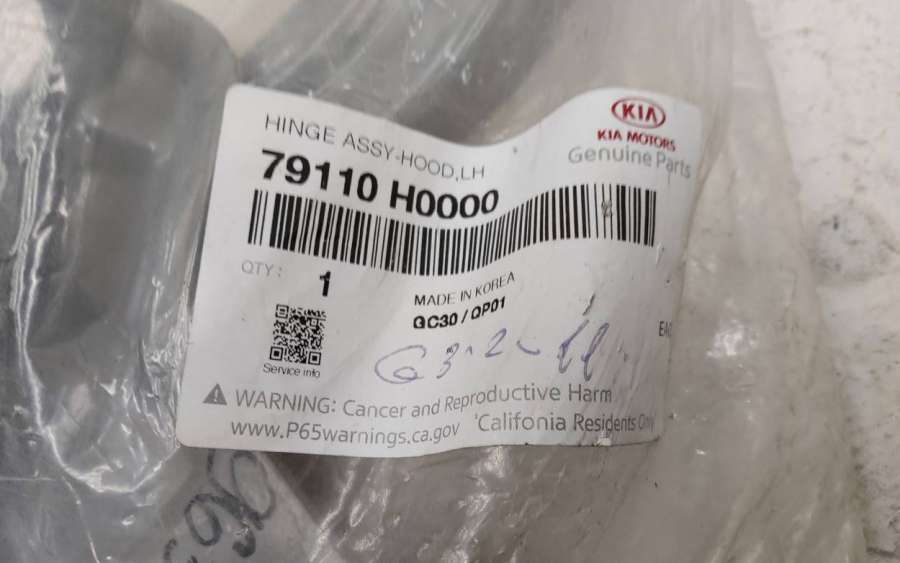 KIA
KIA MOTORS
Genuine Parts
HINGE ASSY-HOOD,LH
79110 H0000
QTY: 1
MADE IN KOREA
GC30 / QP01
Service info
WARNING: Cancer and Reproductive Harm
www.P65warnings.ca.gov 'Califonia Residents Only